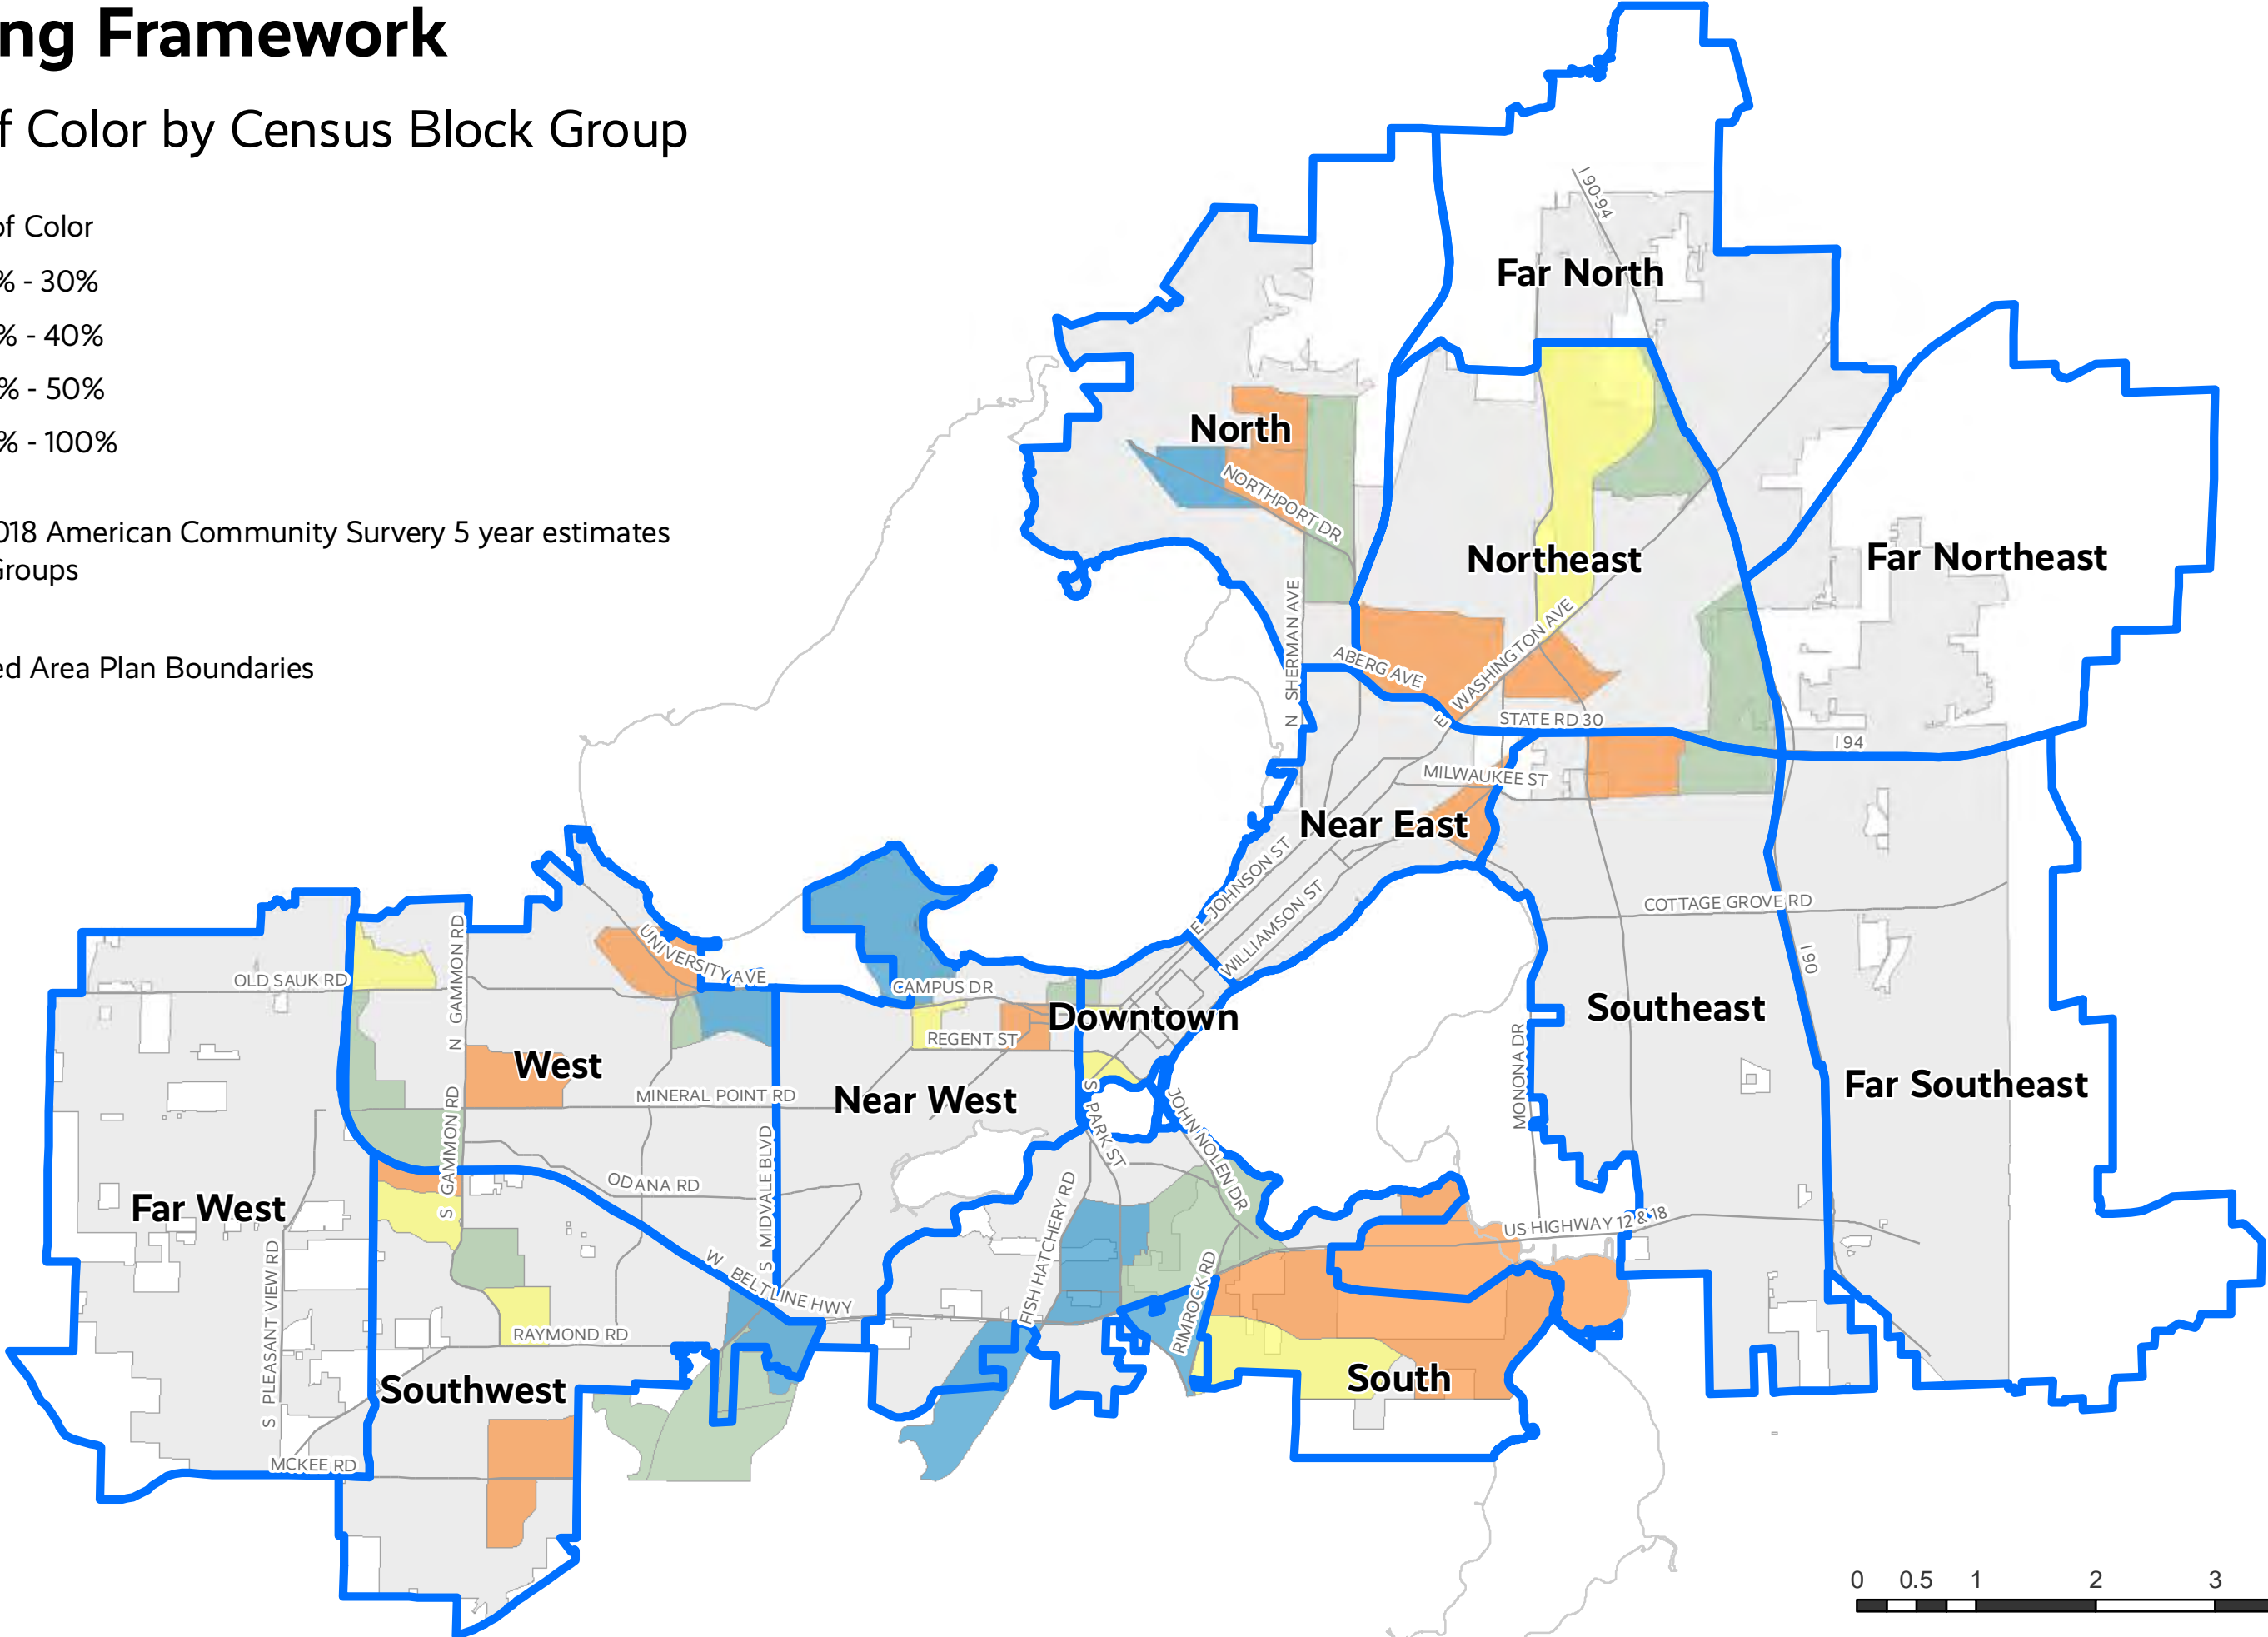 ng Framework
f Color by Census Block Group
of Color
% - 30%
% - 40%
% - 50%
% - 100%
018 American Community Survery 5 year estimates
Groups
ed Area Plan Boundaries
I 90-94
Far North
North
NORTHPORT DR
Northeast
Far Northeast
N SHERMAN AVE
ABERG AVE
E WASHINGTON AVE
STATE RD 30
I 94
MILWAUKEE ST
Near East
E JOHNSON ST
WILLIAMSON ST
COTTAGE GROVE RD
I 90
UNIVERSITY AVE
OLD SAUK RD
N GAMMON RD
CAMPUS DR
Downtown
REGENT ST
Southeast
MONONA DR
West
MINERAL POINT RD
Near West
Far Southeast
S PARK ST
JOHN NOLEN DR
S GAMMON RD
ODANA RD
S MIDVALE BLVD
Far West
S PLEASANT VIEW RD
FISH HATCHERY RD
US HIGHWAY 12 & 18
W BELTLINE HWY
RIMROCK RD
RAYMOND RD
Southwest
South
MCKEE RD
0 0.5 1 2 3